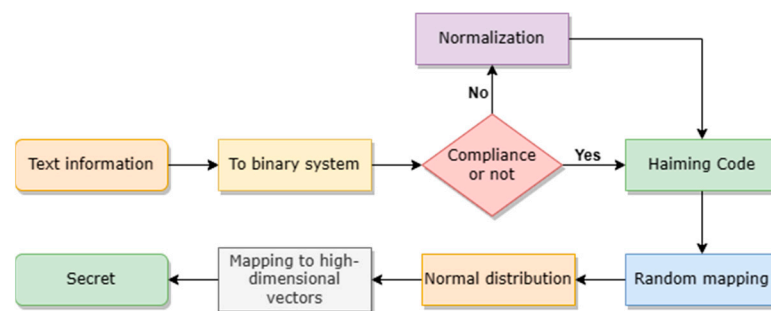 Normalization
No
Text information
To binary system
Compliance
or not
Yes
Haiming Code
Secret
Mapping to high-
dimensional
vectors
Normal distribution
Random mapping